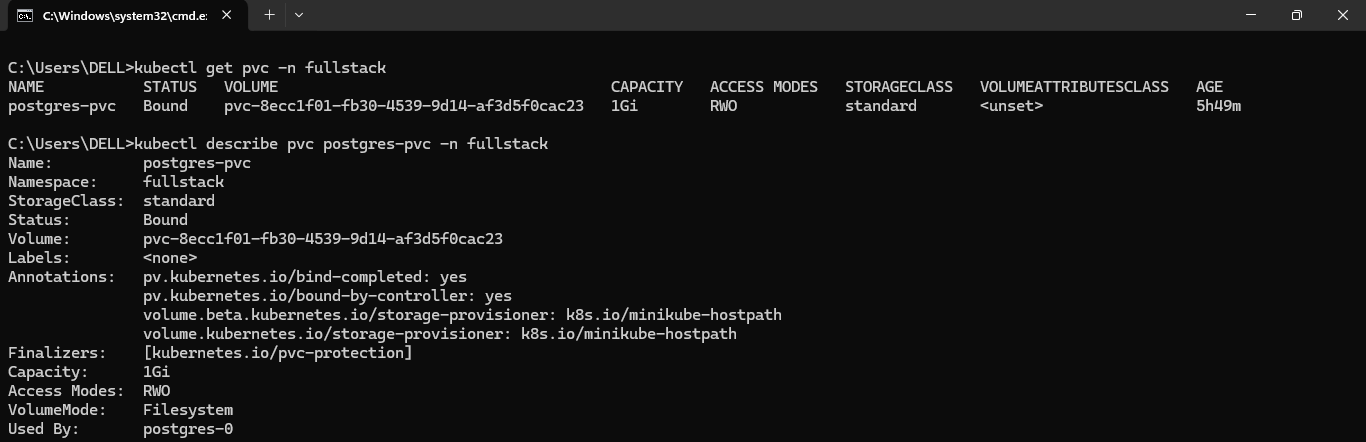 C:\Windows\system32\cmd.e:
C:\Users\DELL>kubectl get pvc -n fullstack
NAME STATUS VOLUME CAPACITY ACCESS MODES STORAGECLASS VOLUMEATTRIBUTESCLASS AGE
postgres-pvc Bound pvc-8ecc1f01-fb30-4539-9d14-af3d5f0cac23 1Gi RWO standard <unset> 5h49m
C:\Users\DELL>kubectl describe pvc postgres-pvc -n fullstack
Name: postgres-pvc
Namespace: fullstack
StorageClass: standard
Status: Bound
Volume: pvc-8ecc1f01-fb30-4539-9d14-af3d5f0cac23
Labels: <none>
Annotations: pv.kubernetes.io/bind-completed: yes
pv.kubernetes.io/bound-by-controller: yes
volume.beta.kubernetes.io/storage-provisioner: k8s.io/minikube-hostpath
volume.kubernetes.io/storage-provisioner: k8s.io/minikube-hostpath
Finalizers: [kubernetes.io/pvc-protection]
Capacity: 1Gi
Access Modes: RWO
VolumeMode: Filesystem
Used By: postgres-0